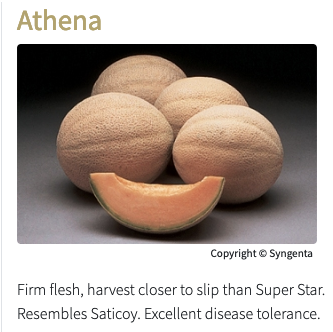 Athena
Copyright © Syngenta
Firm flesh, harvest closer to slip than Super Star.
Resembles Saticoy. Excellent disease tolerance.